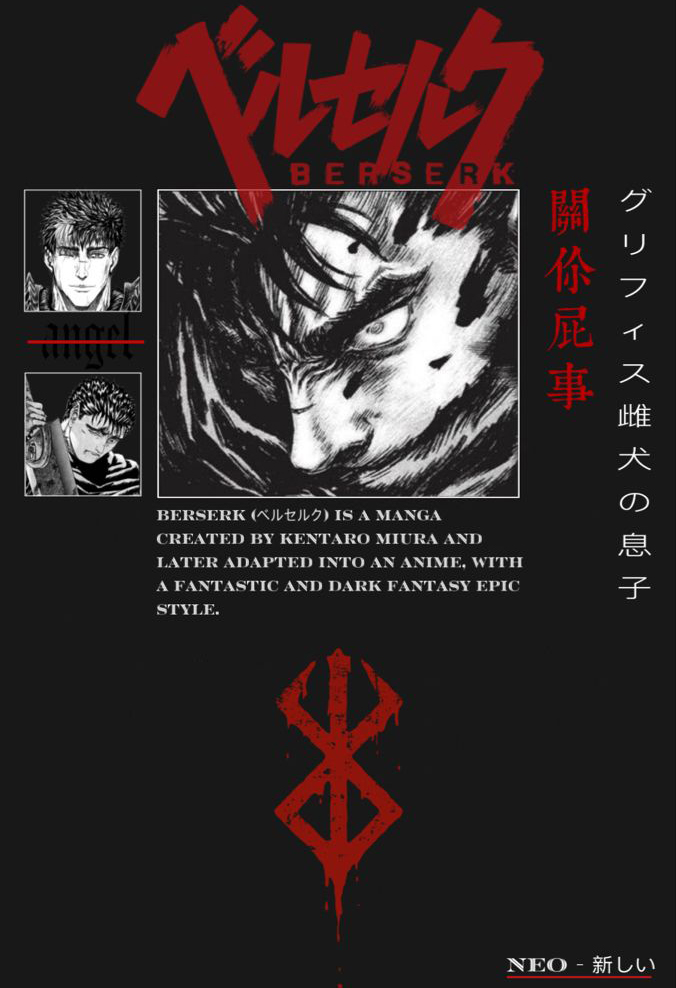 ベルセルク
BERSERK
angel
關你屁事
グリフィス雌犬の息子
BERSERK (ベルセルク) IS A MANGA
CREATED BY KENTARO MIURA AND
LATER ADAPTED INTO AN ANIME, WITH
A FANTASTIC AND DARK FANTASY EPIC
STYLE.
NEO - 新しい